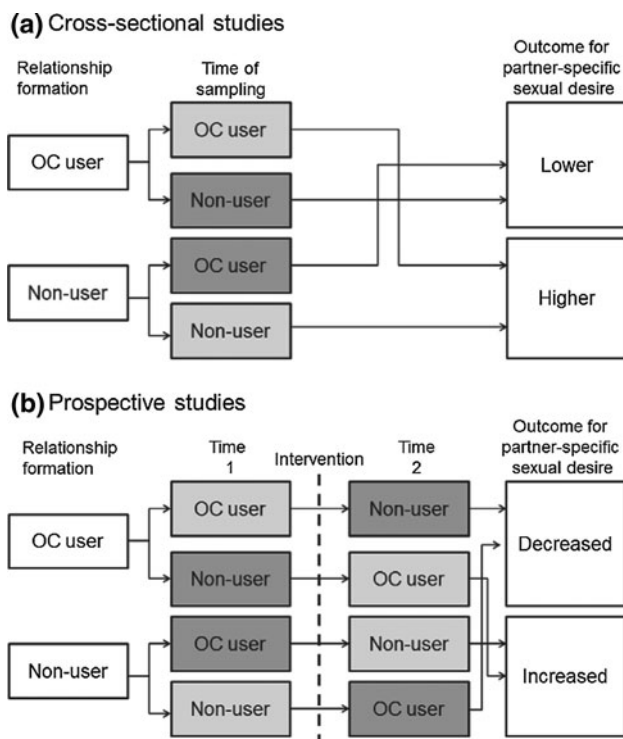 (a) Cross-sectional studies
Relationship
formation
Time of
sampling
Outcome for
partner-specific
sexual desire
OC user
OC user
Non-user
Lower
Non-user
OC user
Non-user
Higher
(b) Prospective studies
Relationship
formation
Time
1
Intervention
Time
2
Outcome for
partner-specific
sexual desire
OC user
OC user
Non-user
Non-user
OC user
Decreased
Non-user
OC user
Non-user
Non-user
OC user
Increased